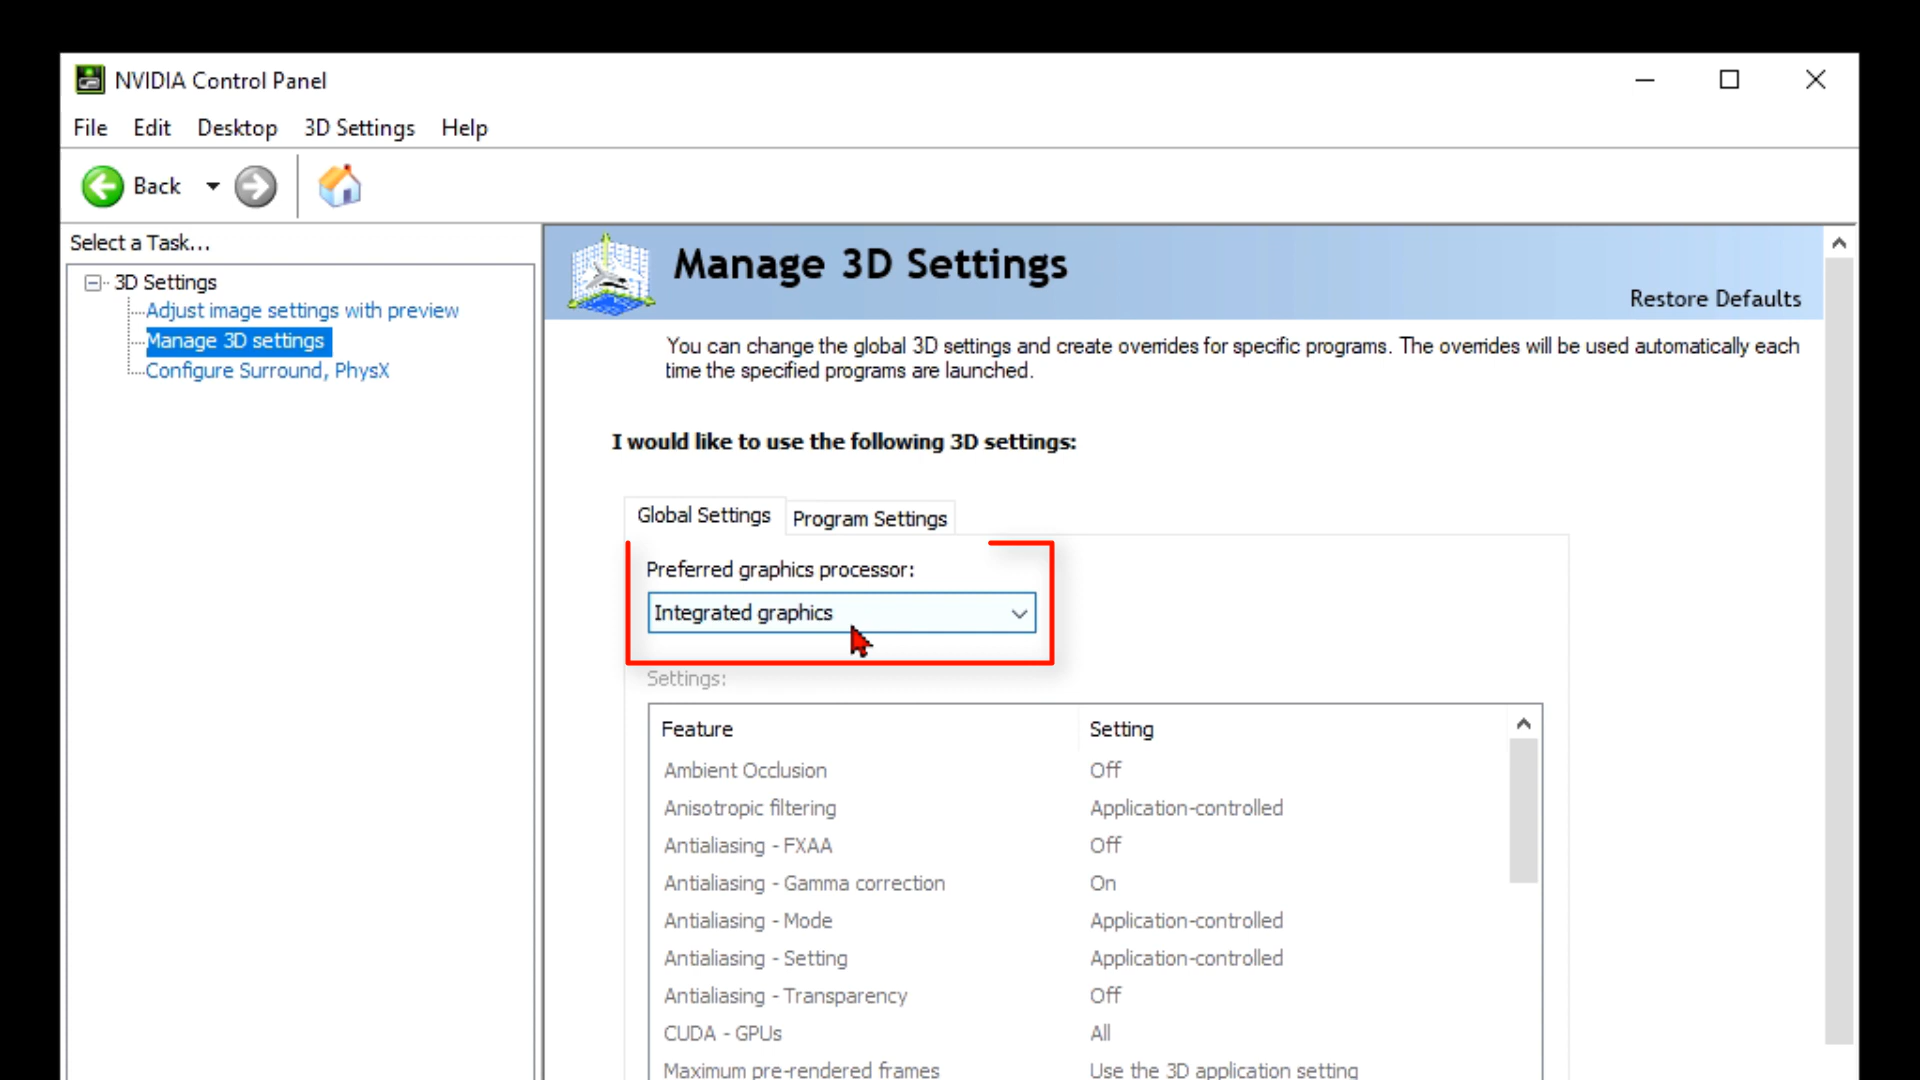 NVIDIA Control Panel
File Edit Desktop 3D Settings Help
Back
Select a Task...
3D Settings
Adjust image settings with preview
Manage 3D settings
Configure Surround, PhysX
Manage 3D Settings
Restore Defaults
You can change the global 3D settings and create overrides for specific programs. The overrides will be used automatically each
time the specified programs are launched.
I would like to use the following 3D settings:
Global Settings Program Settings
Preferred graphics processor:
Integrated graphics
Settings:
Feature Setting
Ambient Occlusion Off
Anisotropic filtering Application-controlled
Antialiasing - FXAA Off
Antialiasing - Gamma correction On
Antialiasing - Mode Application-controlled
Antialiasing - Setting Application-controlled
Antialiasing - Transparency Off
CUDA - GPUs All
Maximum pre-rendered frames Use the 3D application setting